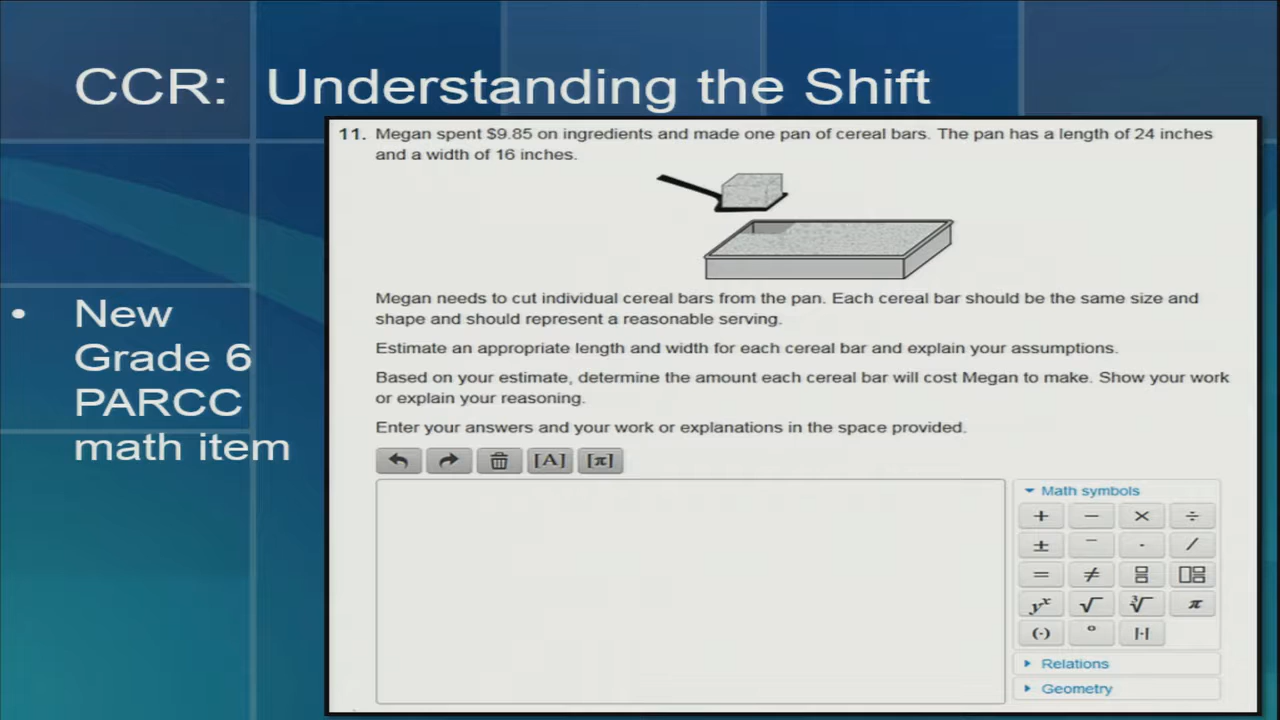 CCR: Understanding the Shift
• New
Grade 6
PARCC
math item
11. Megan spent $9.85 on ingredients and made one pan of cereal bars. The pan has a length of 24 inches
and a width of 16 inches.
Megan needs to cut individual cereal bars from the pan. Each cereal bar should be the same size and
shape and should represent a reasonable serving.
Estimate an appropriate length and width for each cereal bar and explain your assumptions.
Based on your estimate, determine the amount each cereal bar will cost Megan to make. Show your work
or explain your reasoning.
Enter your answers and your work or explanations in the space provided.
[A] [π]
Math symbols
+ − × ÷
± − · /
= ≠
yˣ √ ∛ π
(·) ° |·|
Relations
Geometry